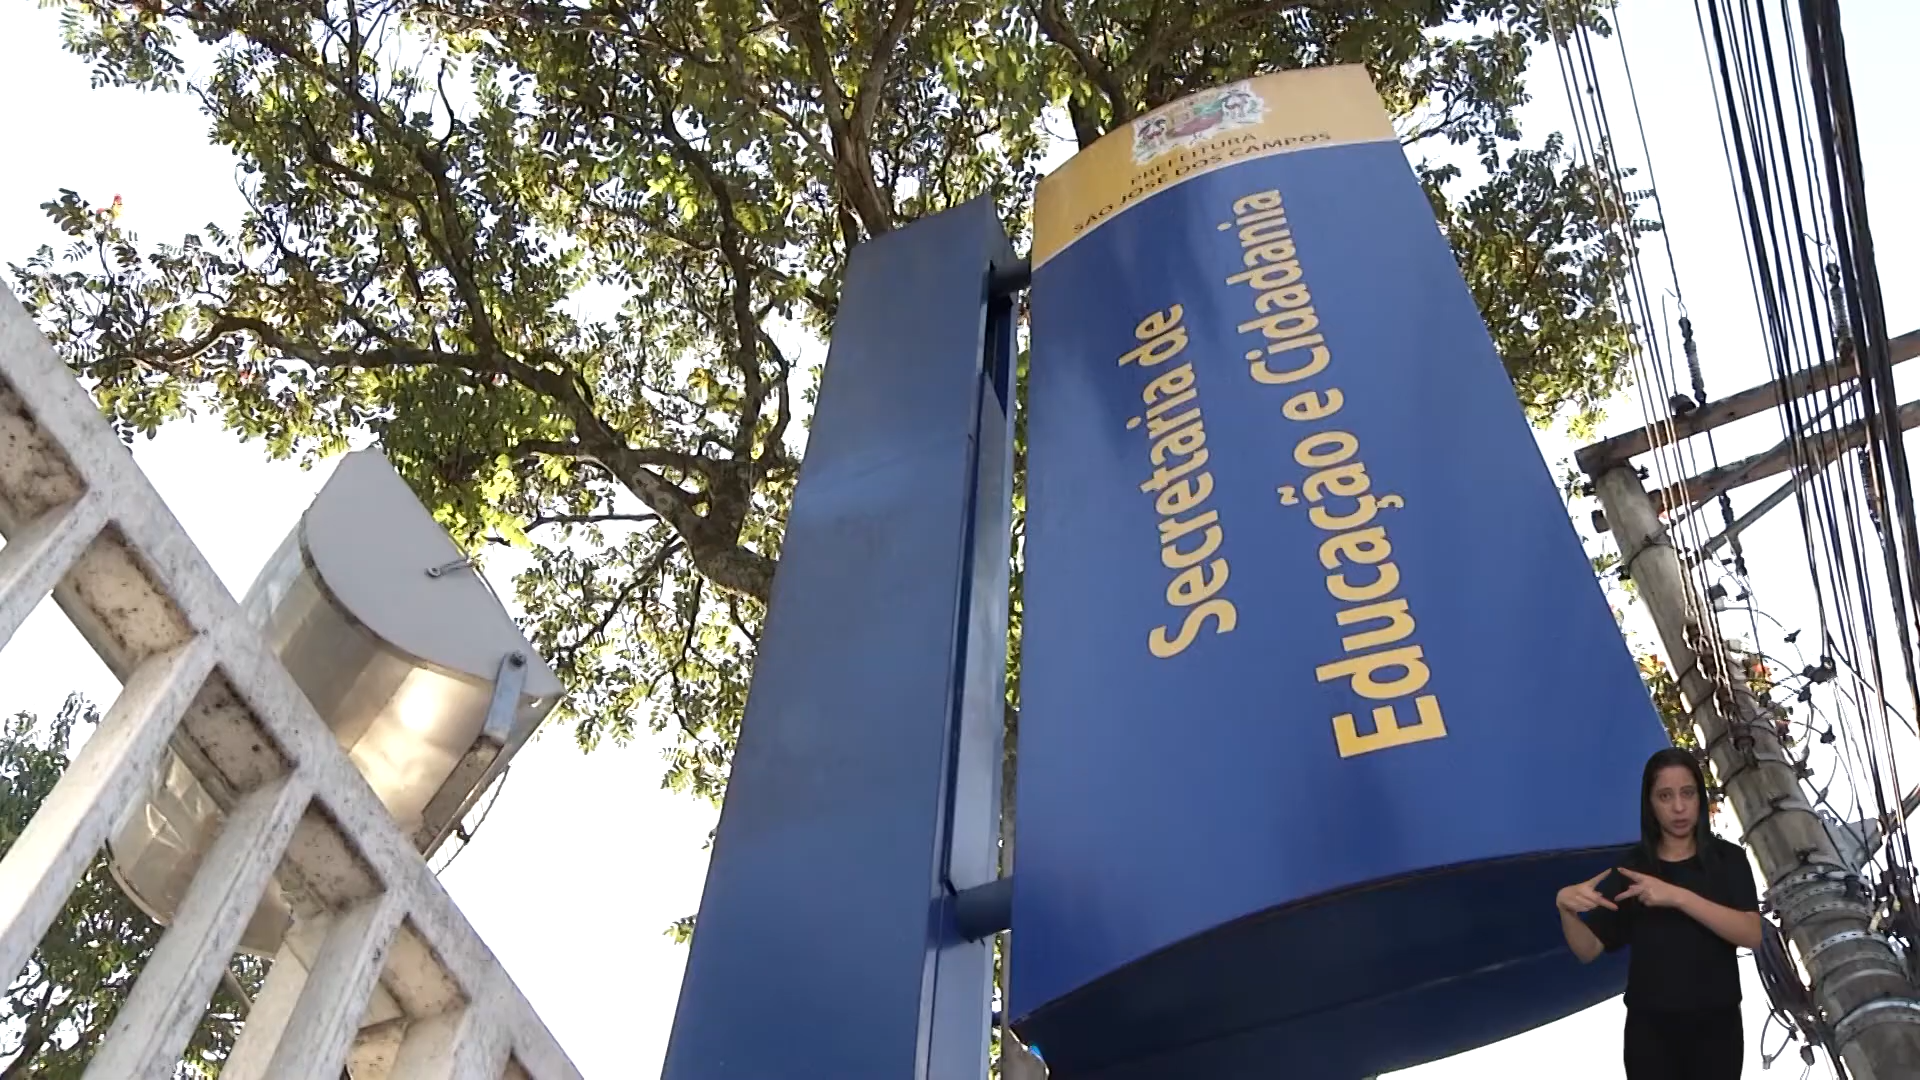 PREFEITURA
SÃO JOSÉ DOS CAMPOS
Secretaria de
Educação e Cidadania